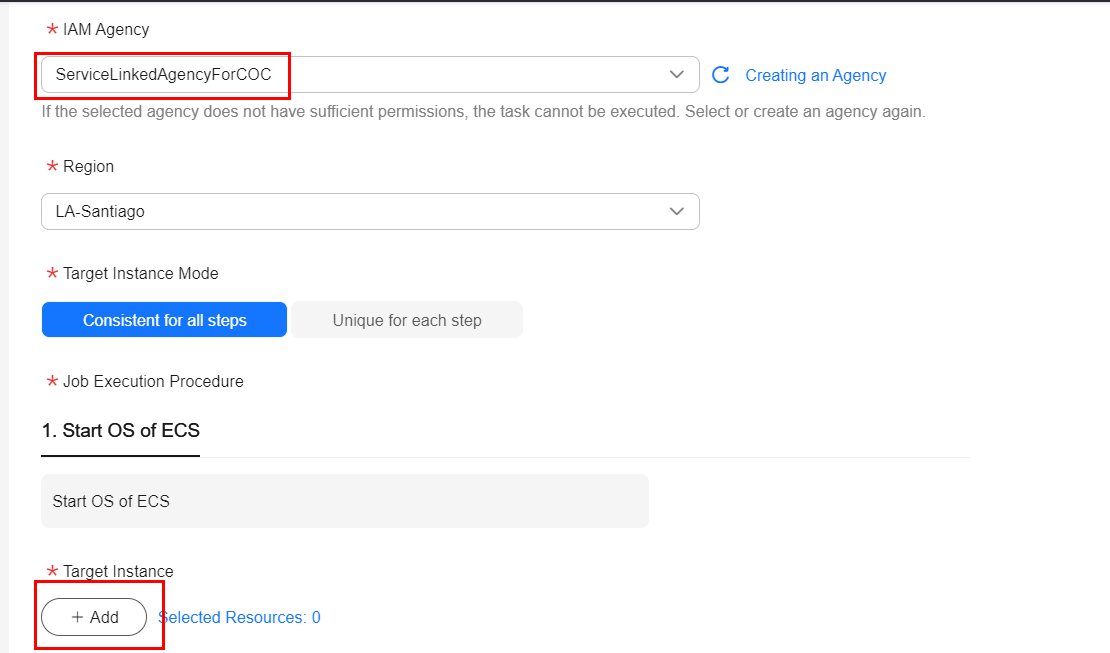 * IAM Agency
ServiceLinkedAgencyForCOC
Creating an Agency
If the selected agency does not have sufficient permissions, the task cannot be executed. Select or create an agency again.
* Region
LA-Santiago
* Target Instance Mode
Consistent for all steps
Unique for each step
* Job Execution Procedure
1. Start OS of ECS
Start OS of ECS
* Target Instance
+ Add
Selected Resources: 0